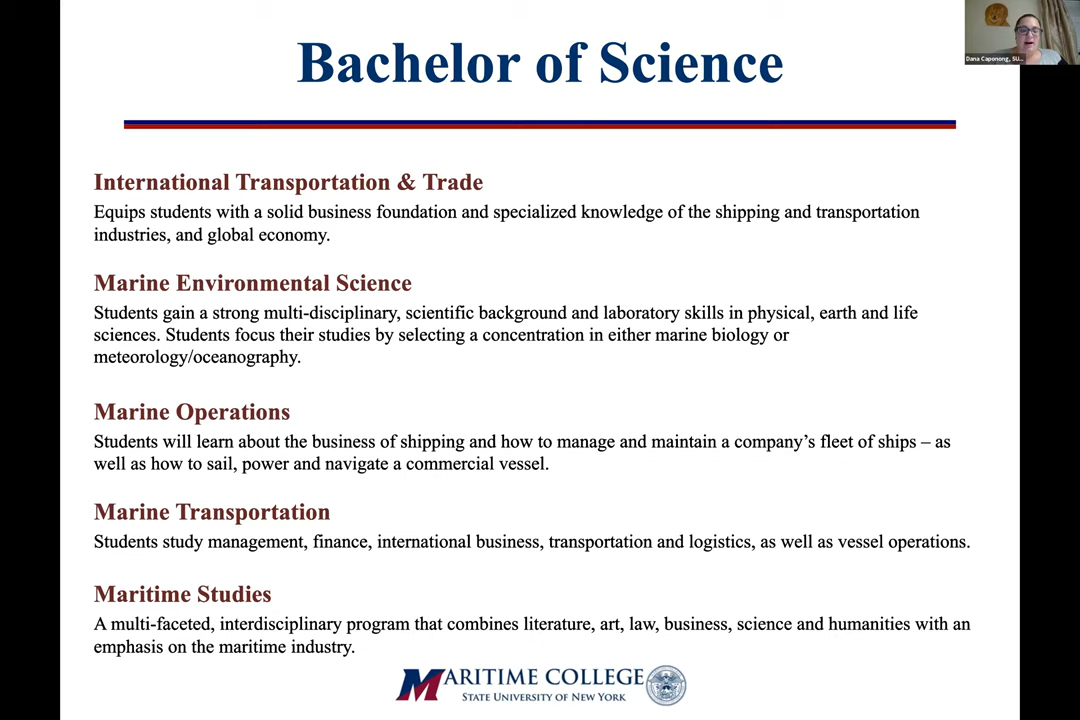 Bachelor of Science
Dana Caponong, SU...
International Transportation & Trade
Equips students with a solid business foundation and specialized knowledge of the shipping and transportation
industries, and global economy.
Marine Environmental Science
Students gain a strong multi-disciplinary, scientific background and laboratory skills in physical, earth and life
sciences. Students focus their studies by selecting a concentration in either marine biology or
meteorology/oceanography.
Marine Operations
Students will learn about the business of shipping and how to manage and maintain a company’s fleet of ships – as
well as how to sail, power and navigate a commercial vessel.
Marine Transportation
Students study management, finance, international business, transportation and logistics, as well as vessel operations.
Maritime Studies
A multi-faceted, interdisciplinary program that combines literature, art, law, business, science and humanities with an
emphasis on the maritime industry.
MARITIME COLLEGE
STATE UNIVERSITY OF NEW YORK